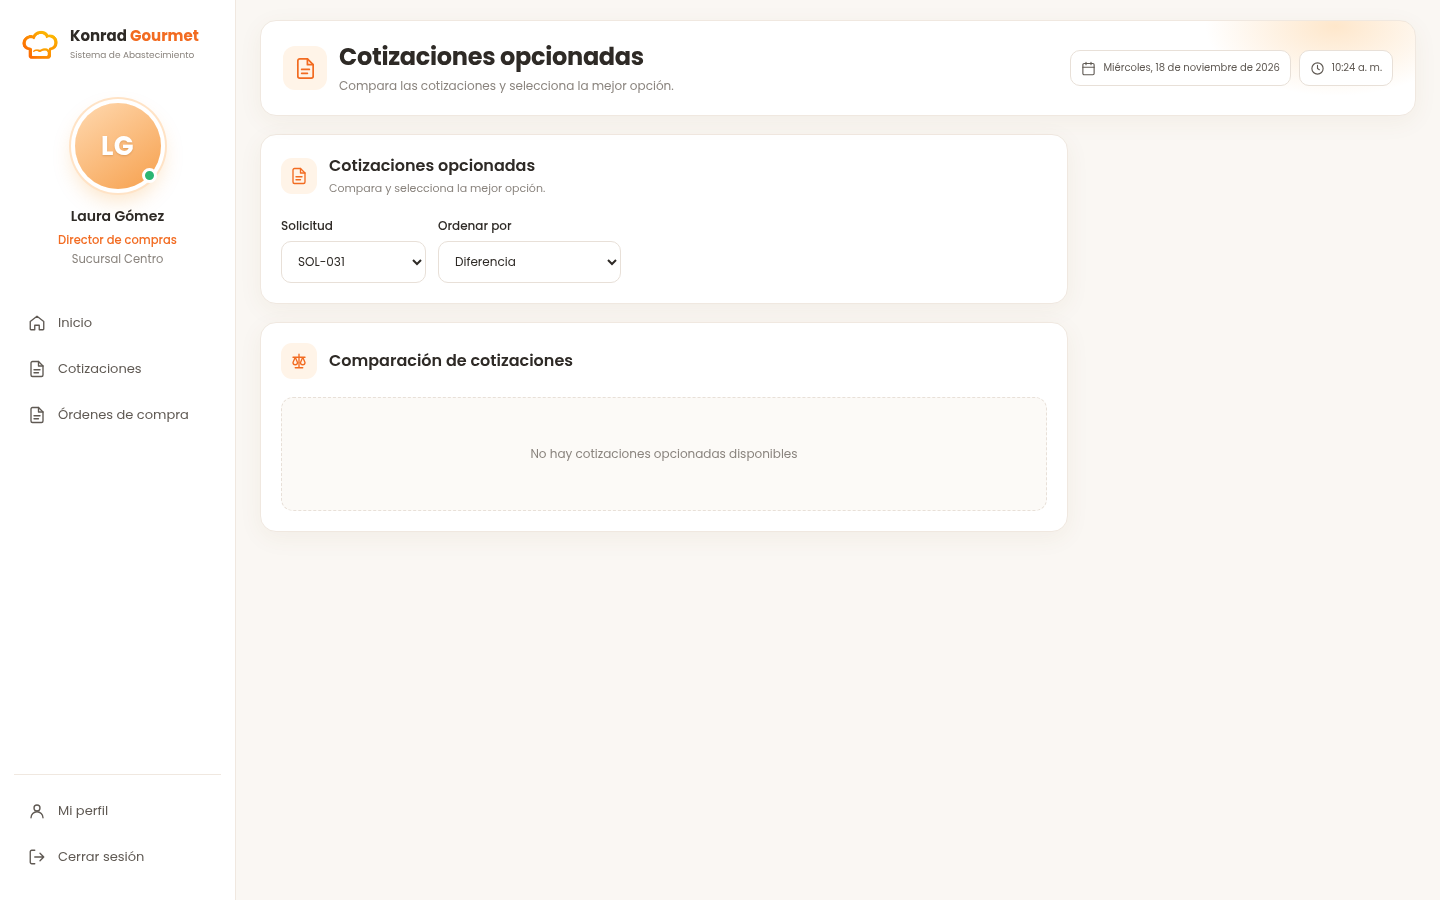 Konrad Gourmet
Sistema de Abastecimiento
LG
Laura Gómez
Director de compras
Sucursal Centro
Inicio
Cotizaciones
Órdenes de compra
Mi perfil
Cerrar sesión
Cotizaciones opcionadas
Compara las cotizaciones y selecciona la mejor opción.
Miércoles, 18 de noviembre de 2026
10:24 a. m.
Cotizaciones opcionadas
Compara y selecciona la mejor opción.
Solicitud
Ordenar por
SOL-031
Diferencia
Comparación de cotizaciones
No hay cotizaciones opcionadas disponibles